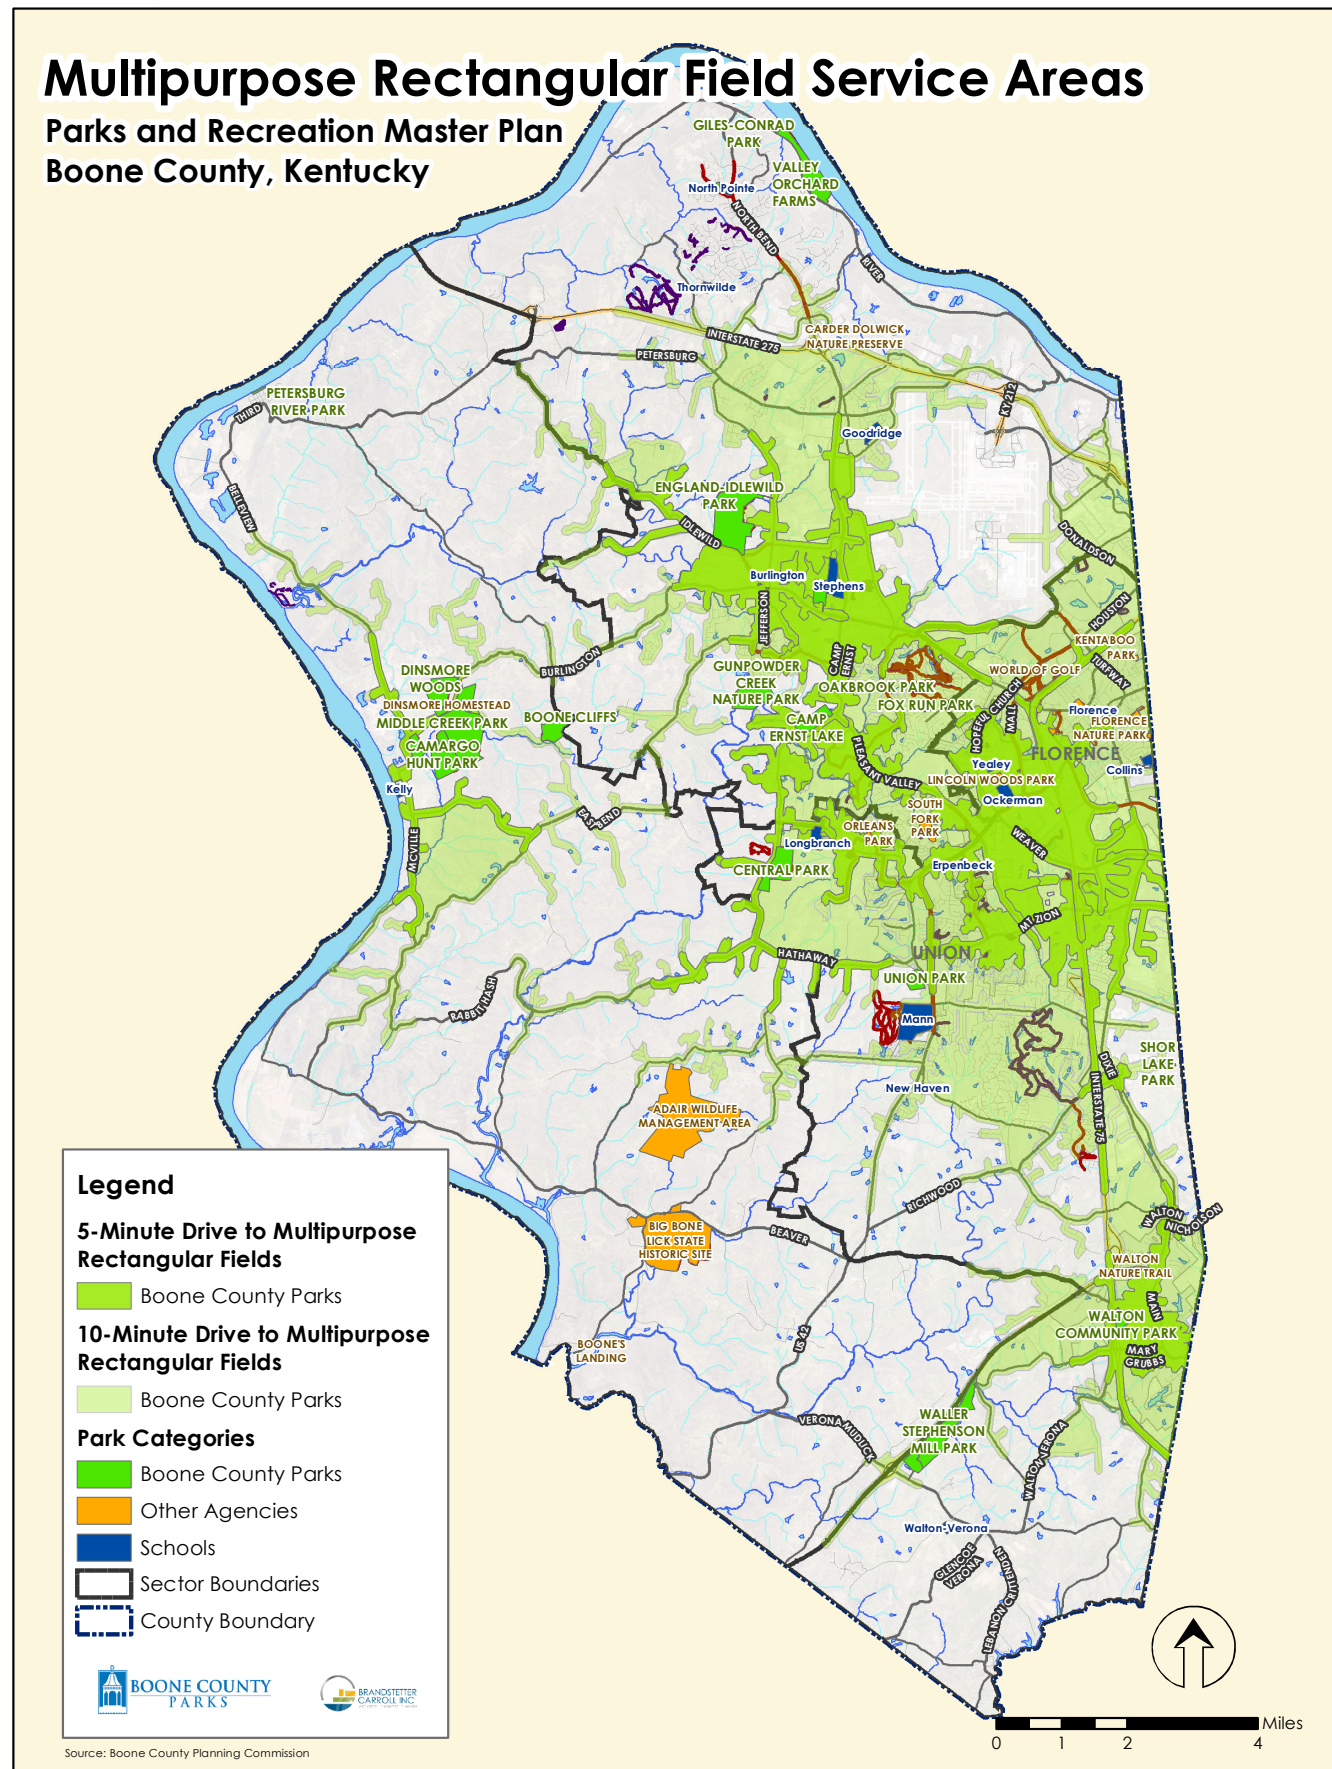 Multipurpose Rectangular Field Service Areas
Parks and Recreation Master Plan
Boone County, Kentucky
GILES-CONRAD
PARK
VALLEY
ORCHARD
FARMS
North Pointe
NORTH BEND
RIVER
Thornwilde
CARDER DOLWICK
NATURE PRESERVE
INTERSTATE 275
PETERSBURG
KY 212
PETERSBURG
RIVER PARK
THIRD
Goodridge
BELLEVIEW
ENGLAND-IDLEWILD
PARK
IDLEWILD
DONALDSON
Burlington
Stephens
HOUSTON
JEFFERSON
KENTABOO
PARK
CAMP
ERNST
TURFWAY
BURLINGTON
DINSMORE
WOODS
DINSMORE HOMESTEAD
MIDDLE CREEK PARK
CAMARGO
HUNT PARK
GUNPOWDER
CREEK
NATURE PARK
WORLD OF GOLF
OAKBROOK PARK
FOX RUN PARK
HOPEFUL CHURCH
MALL
Florence
FLORENCE
NATURE PARK
BOONE CLIFFS
CAMP
ERNST LAKE
PLEASANT VALLEY
FLORENCE
Yealey
Collins
LINCOLN WOODS PARK
Kelly
Ockerman
SOUTH
FORK
PARK
EAST BEND
ORLEANS
PARK
Longbranch
WEAVER
MCVILLE
Erpenbeck
CENTRAL PARK
MT ZION
HATHAWAY
UNION
UNION PARK
RABBIT HASH
Mann
SHOR
LAKE
PARK
DIXIE
INTERSTATE 75
New Haven
ADAIR WILDLIFE
MANAGEMENT AREA
RICHWOOD
WALTON
NICHOLSON
BIG BONE
LICK STATE
HISTORIC SITE
BEAVER
WALTON
NATURE TRAIL
MAIN
WALTON
COMMUNITY PARK
US 42
BOONE'S
LANDING
MARY
GRUBBS
WALLER
STEPHENSON
MILL PARK
VERONA MUDLICK
WALTON VERONA
Walton-Verona
GLENCOE
VERONA
LEBANON CRITTENDEN
Legend
5-Minute Drive to Multipurpose
Rectangular Fields
Boone County Parks
10-Minute Drive to Multipurpose
Rectangular Fields
Boone County Parks
Park Categories
Boone County Parks
Other Agencies
Schools
Sector Boundaries
County Boundary
BOONE COUNTY
PARKS
BRANDSTETTER
CARROLL INC
Source: Boone County Planning Commission
Miles
0 1 2 4